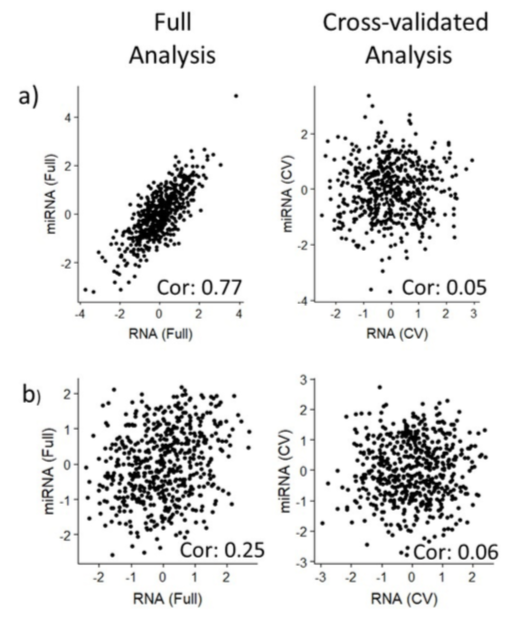 Full
Analysis
Cross-validated
Analysis
a)
miRNA (Full)
4
2
0
-2
-4
-2
0
2
4
RNA (Full)
Cor: 0.77
miRNA (CV)
2
0
-2
-4
-2
-1
0
1
2
3
RNA (CV)
Cor: 0.05
b)
miRNA (Full)
2
1
0
-1
-2
-2
-1
0
1
2
RNA (Full)
Cor: 0.25
miRNA (CV)
3
2
1
0
-1
-2
-3
-3
-2
-1
0
1
2
RNA (CV)
Cor: 0.06